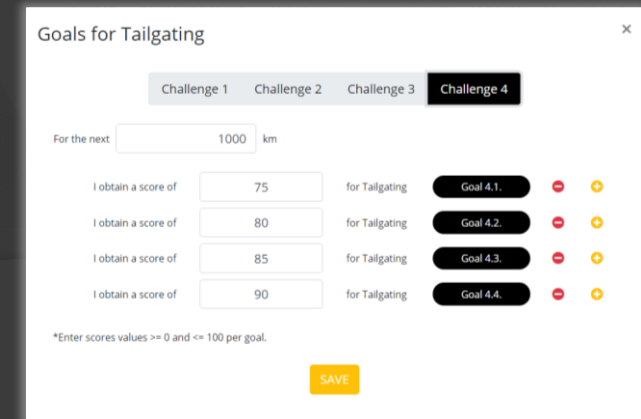 Goals for Tailgating ×
Challenge 1 Challenge 2 Challenge 3 Challenge 4
For the next 1000 km
I obtain a score of 75 for Tailgating Goal 4.1.
I obtain a score of 80 for Tailgating Goal 4.2.
I obtain a score of 85 for Tailgating Goal 4.3.
I obtain a score of 90 for Tailgating Goal 4.4.
*Enter scores values >= 0 and <= 100 per goal.
SAVE